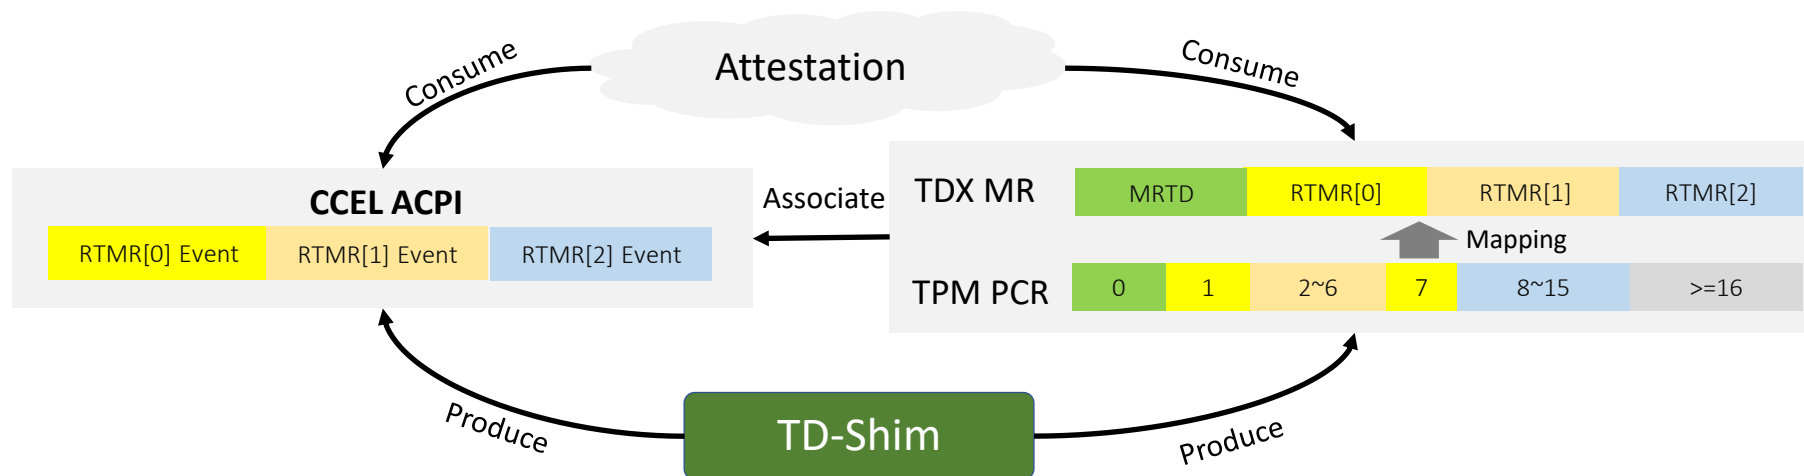 Attestation
Consume
Consume
CCEL ACPI
RTMR[0] Event RTMR[1] Event RTMR[2] Event
Associate
TDX MR MRTD RTMR[0] RTMR[1] RTMR[2]
Mapping
TPM PCR 0 1 2~6 7 8~15 >=16
Produce
TD-Shim
Produce